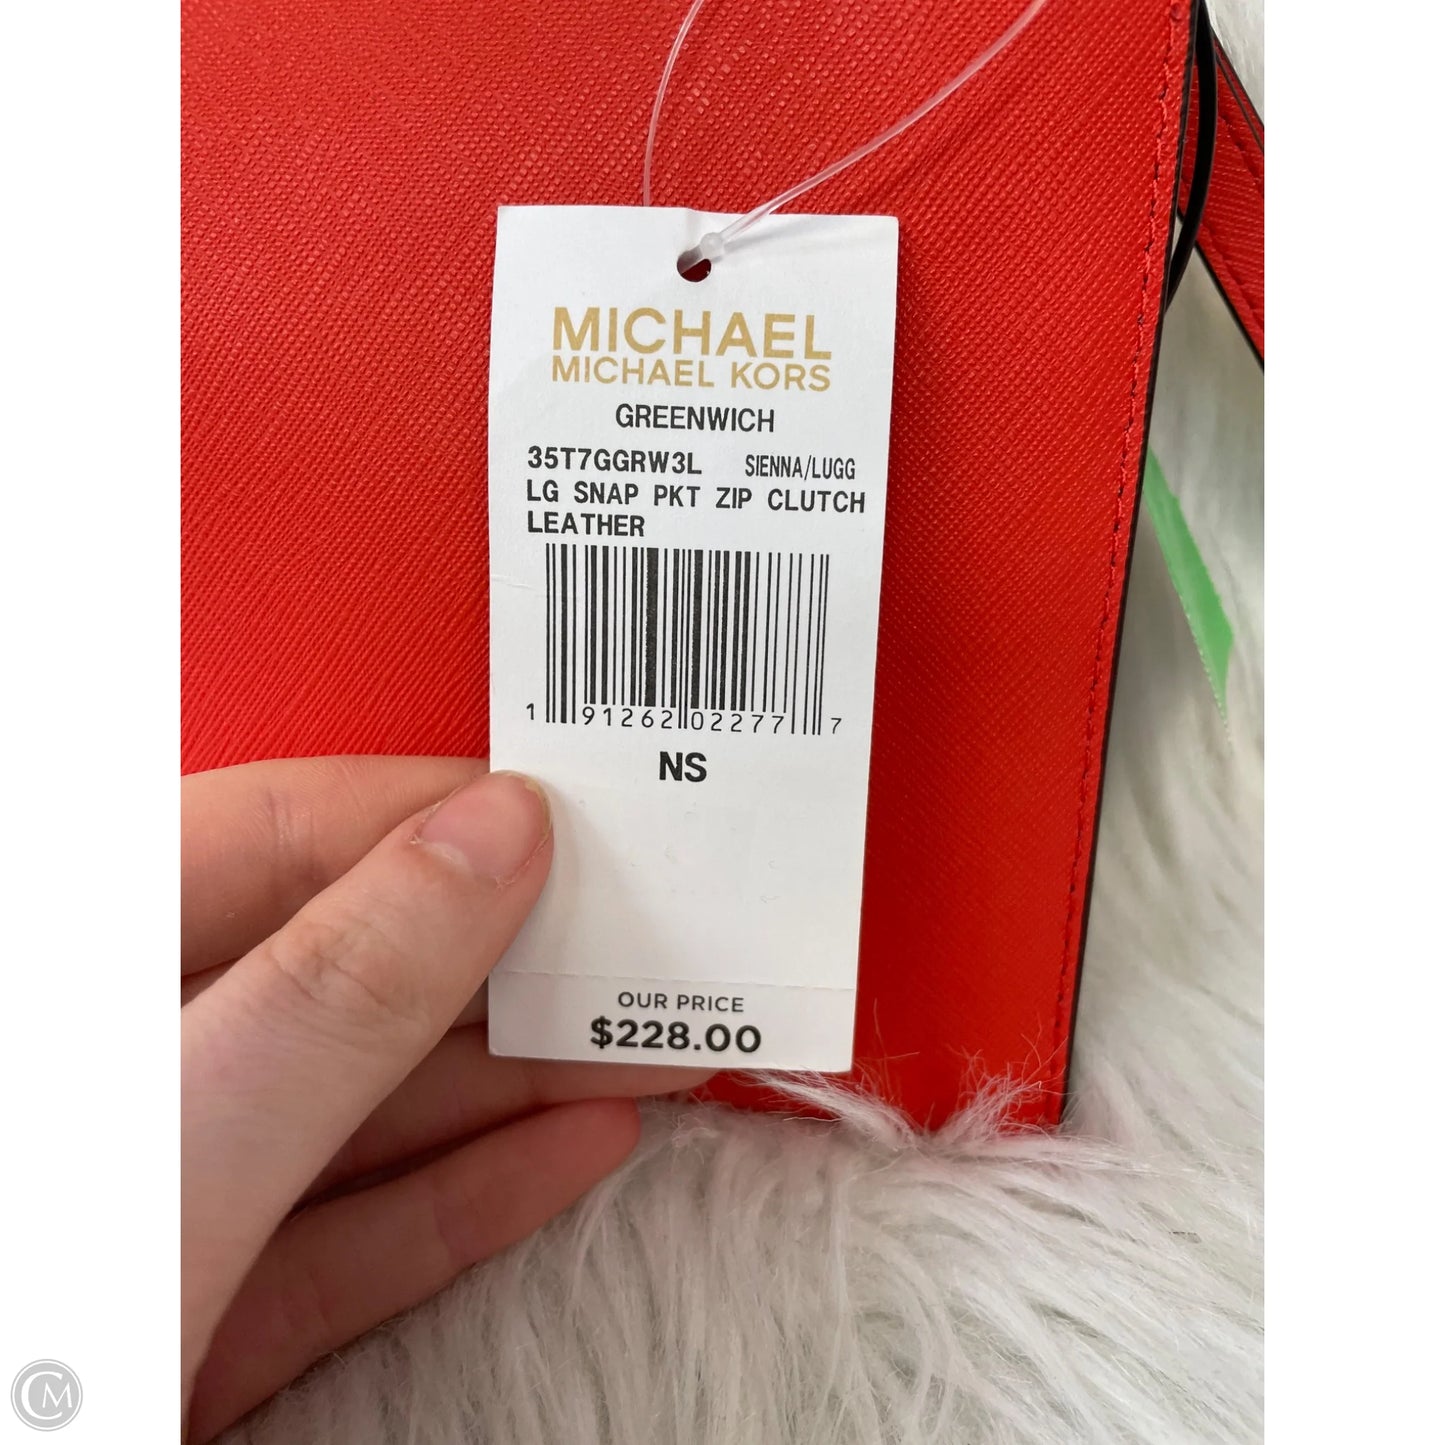 MICHAEL
MICHAEL KORS
GREENWICH
35T7GGRW3L SIENNA/LUGG
LG SNAP PKT ZIP CLUTCH
LEATHER
1 91262 02277 7
NS
OUR PRICE
$228.00
CM